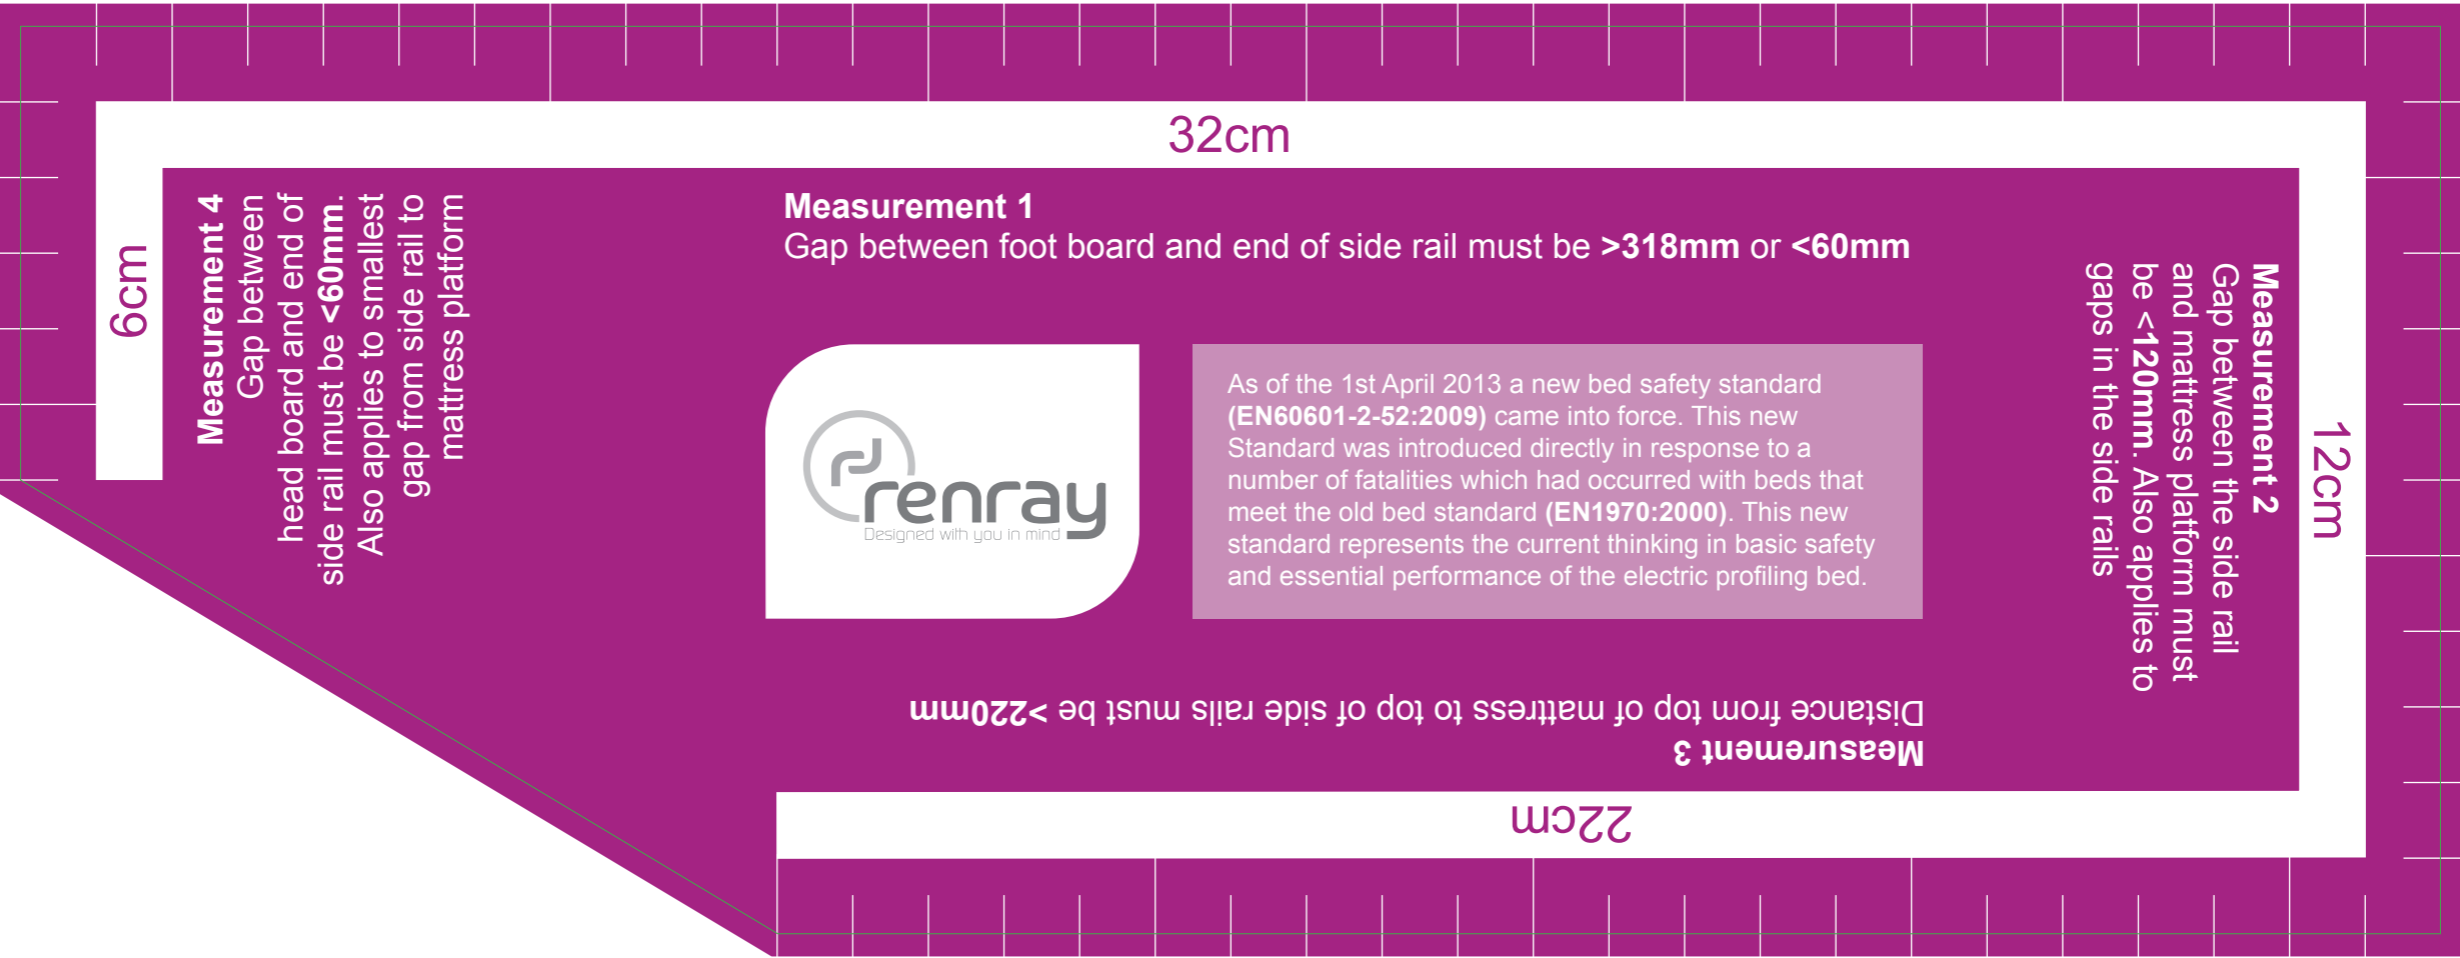 32cm
Measurement 1
Gap between foot board and end of side rail must be >318mm or <60mm
6cm
Measurement 4
Gap between
head board and end of
side rail must be <60mm.
Also applies to smallest
gap from side rail to
mattress platform
renray
Designed with you in mind
As of the 1st April 2013 a new bed safety standard
(EN60601-2-52:2009) came into force. This new
Standard was introduced directly in response to a
number of fatalities which had occurred with beds that
meet the old bed standard (EN1970:2000). This new
standard represents the current thinking in basic safety
and essential performance of the electric profiling bed.
Measurement 2
Gap between the side rail
and mattress platform must
be <120mm. Also applies to
gaps in the side rails
12cm
Measurement 3
Distance from top of mattress to top of side rails must be >220mm
22cm